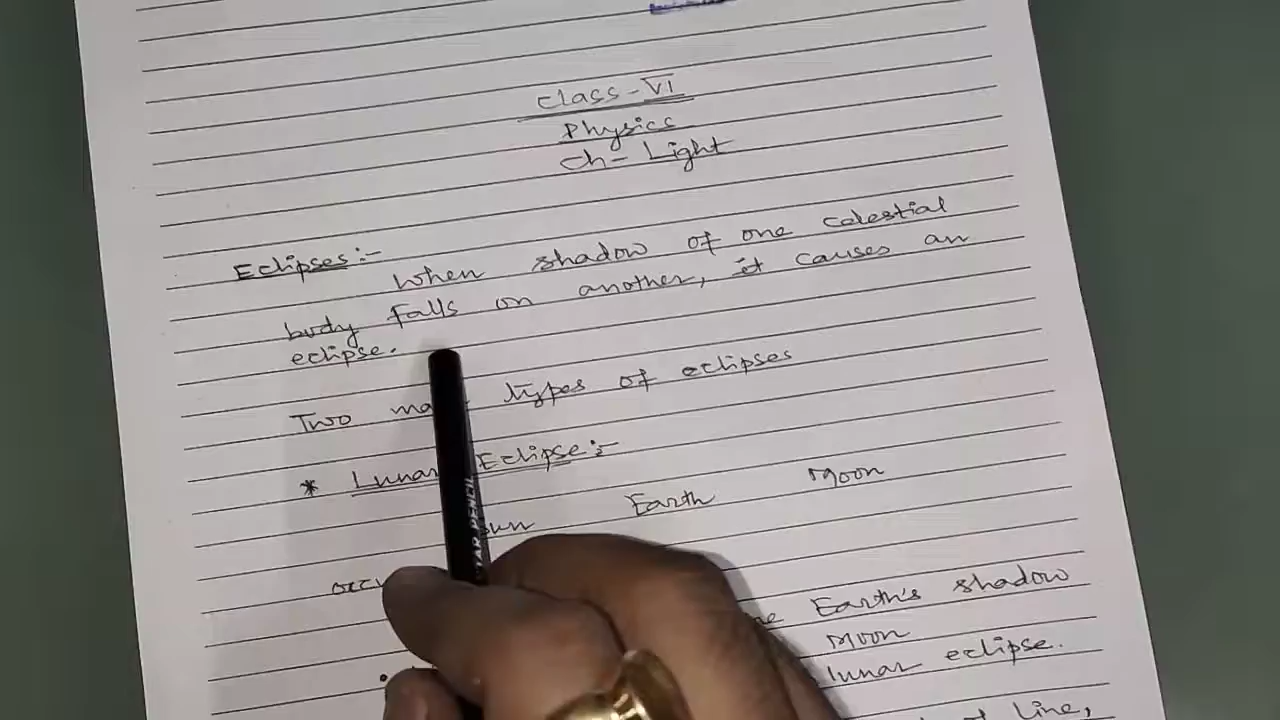 Class - VI
Physics
Ch - Light
Eclipses :-
When shadow of one celestial
body falls on another, it causes an
eclipse.
Two types of eclipses
* Lunar Eclipse :-
Earth Moon
Earth's shadow
Moon
lunar eclipse.
line,